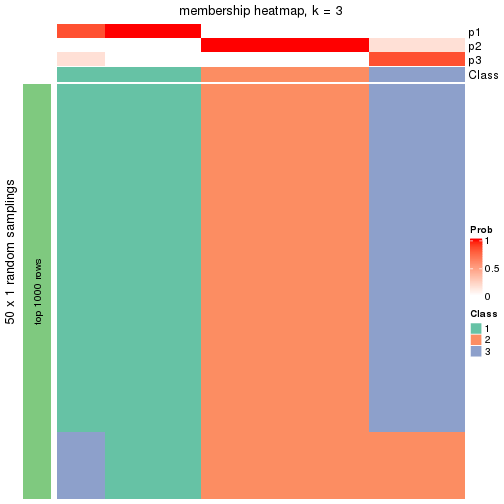 membership heatmap, k = 3
p1
p2
p3
Class
50 x 1 random samplings
top 1000 rows
Prob
1
0.5
0
Class
1
2
3